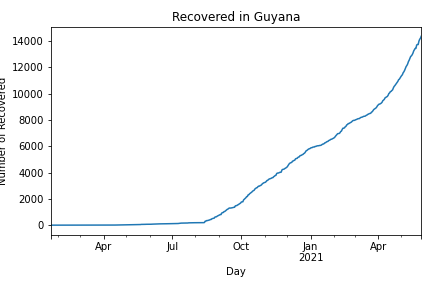 Recovered in Guyana
14000
12000
10000
8000
6000
4000
2000
0
Number of Recovered
Apr
Jul
Oct
Jan
2021
Apr
Day